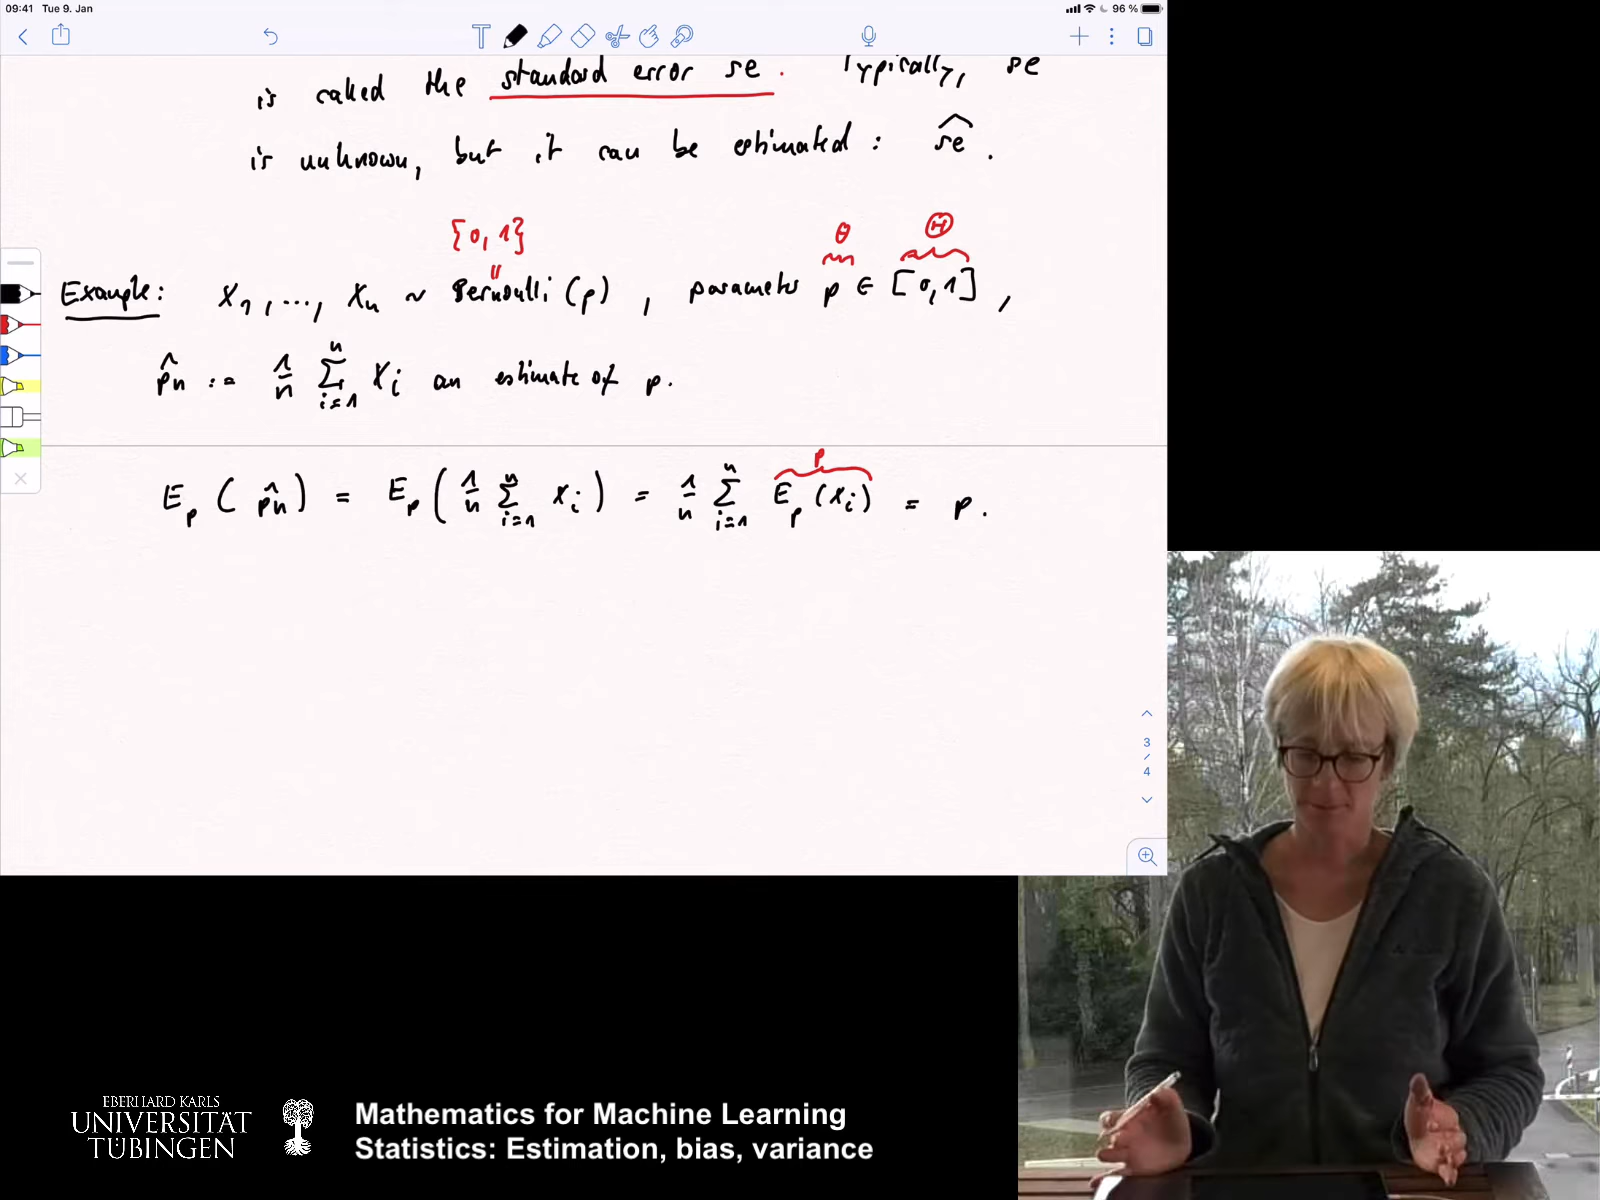 09:41 Tue 9. Jan 96 %
is called the standard error se. Typically, se
is unknown, but it can be estimated : ŝe .
{0, 1} θ Θ
Example: X₁, ..., Xₙ ~ Bernoulli (p) , parameter p ∈ [0,1] ,
p̂ₙ := 1/n ∑ᵢ₌₁ⁿ Xᵢ an estimate of p.
p
Eₚ ( p̂ₙ ) = Eₚ ( 1/n ∑ᵢ₌₁ⁿ Xᵢ ) = 1/n ∑ᵢ₌₁ⁿ Eₚ (Xᵢ) = p .
3
/
4
EBERHARD KARLS
UNIVERSITÄT
TÜBINGEN
Mathematics for Machine Learning
Statistics: Estimation, bias, variance